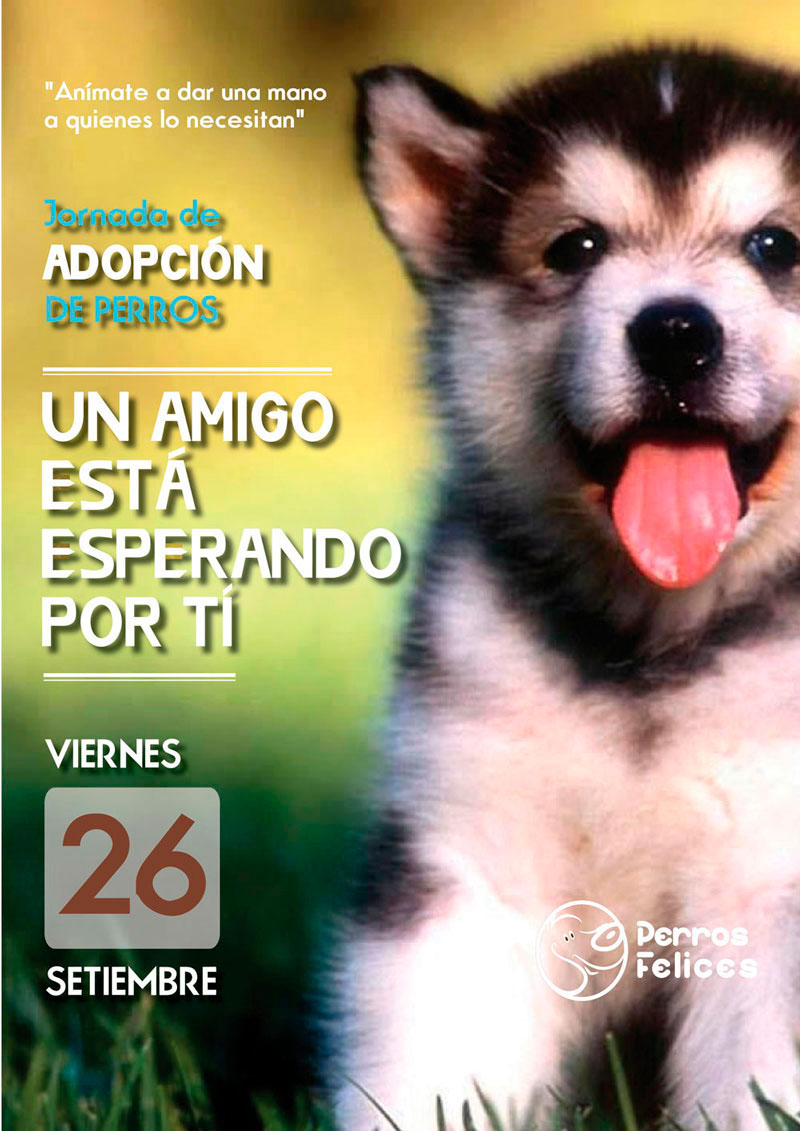 "Anímate a dar una mano
a quienes lo necesitan"
Jornada de
ADOPCIÓN
DE PERROS
UN AMIGO
ESTÁ
ESPERANDO
POR TÍ
VIERNES
26
SETIEMBRE
Perros
Felices